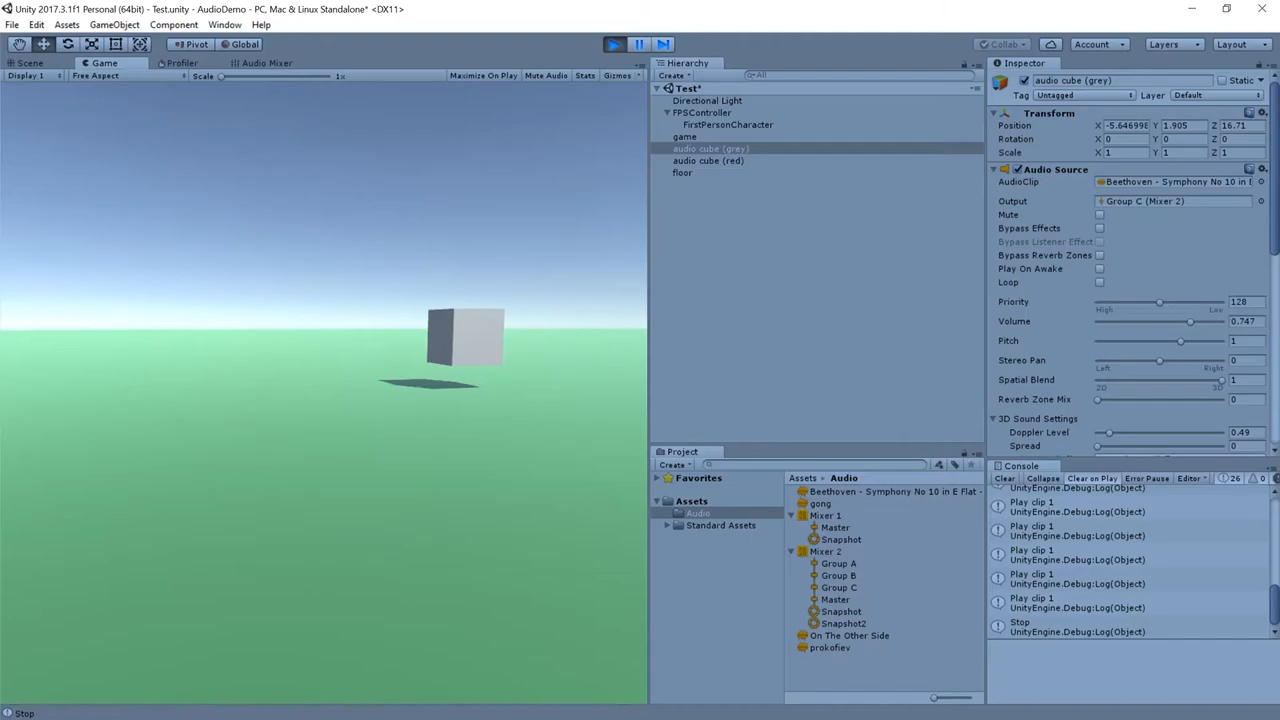 Unity 2017.3.1f1 Personal (64bit) - Test.unity - AudioDemo - PC, Mac & Linux Standalone* <DX11>
File Edit Assets GameObject Component Window Help
Pivot Global Collab Account Layers Layout
Scene Game Profiler Audio Mixer
Display 1 Free Aspect Scale 1x Maximize On Play Mute Audio Stats Gizmos
Hierarchy
Create All
Test*
Directional Light
FPSController
FirstPersonCharacter
game
audio cube (grey)
audio cube (red)
floor
Project
Create
Favorites
Assets
Audio
Standard Assets
Assets Audio
Beethoven - Symphony No 10 in E Flat -
gong
Mixer 1
Master
Snapshot
Mixer 2
Group A
Group B
Group C
Master
Snapshot
Snapshot2
On The Other Side
prokofiev
Inspector
audio cube (grey) Static
Tag Untagged Layer Default
Transform
Position X -5.64699E Y 1.905 Z 16.71
Rotation X 0 Y 0 Z 0
Scale X 1 Y 1 Z 1
Audio Source
AudioClip Beethoven - Symphony No 10 in E
Output Group C (Mixer 2)
Mute
Bypass Effects
Bypass Listener Effect
Bypass Reverb Zones
Play On Awake
Loop
Priority 128
High Low
Volume 0.747
Pitch 1
Stereo Pan 0
Left Right
Spatial Blend 1
2D 3D
Reverb Zone Mix 0
3D Sound Settings
Doppler Level 0.49
Spread 0
Console
Clear Collapse Clear on Play Error Pause Editor 26 0
UnityEngine.Debug:Log(Object)
Play clip 1
UnityEngine.Debug:Log(Object)
Play clip 1
UnityEngine.Debug:Log(Object)
Play clip 1
UnityEngine.Debug:Log(Object)
Play clip 1
UnityEngine.Debug:Log(Object)
Play clip 1
UnityEngine.Debug:Log(Object)
Stop
UnityEngine.Debug:Log(Object)
Stop